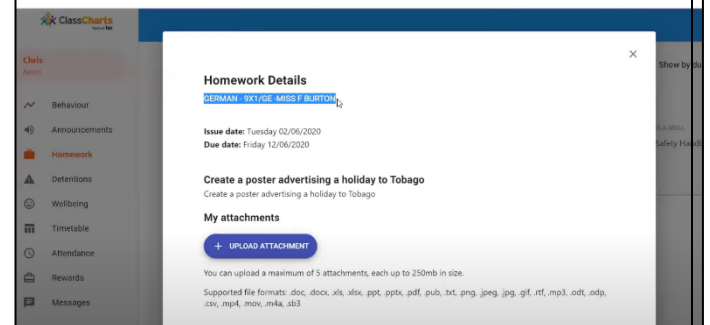 ClassCharts
Chris
Behaviour
Announcements
Homework
Detentions
Wellbeing
Timetable
Attendance
Rewards
Messages
Show by du
Safety Handb
×
Homework Details
GERMAN - 9X1/GE -MISS F BURTON
Issue date: Tuesday 02/06/2020
Due date: Friday 12/06/2020
Create a poster advertising a holiday to Tobago
Create a poster advertising a holiday to Tobago
My attachments
+ UPLOAD ATTACHMENT
You can upload a maximum of 5 attachments, each up to 250mb in size.
Supported file formats: .doc, .docx, .xls, .xlsx, .ppt, .pptx, .pdf, .pub, .txt, .png, .jpeg, .jpg, .gif, .rtf, .mp3, .odt, .odp,
.csv, .mp4, .mov, .m4a, .sb3